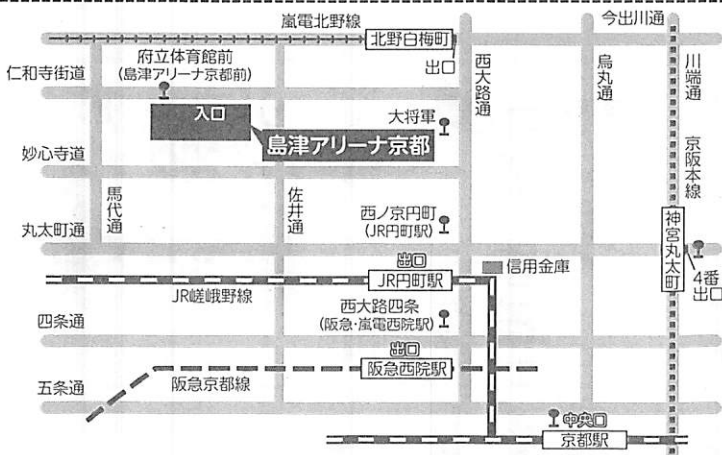 嵐電北野線
今出川通
北野白梅町
出口
府立体育館前
(島津アリーナ京都前)
仁和寺街道
西大路通
烏丸通
川端通
入口
大将軍
島津アリーナ京都
京阪本線
妙心寺道
馬代通
佐井通
西ノ京円町
(JR円町駅)
丸太町通
神宮丸太町
出口
信用金庫
JR円町駅
4番
出口
JR嵯峨野線
西大路四条
(阪急・嵐電西院駅)
四条通
出口
阪急西院駅
五条通
阪急京都線
中央口
京都駅